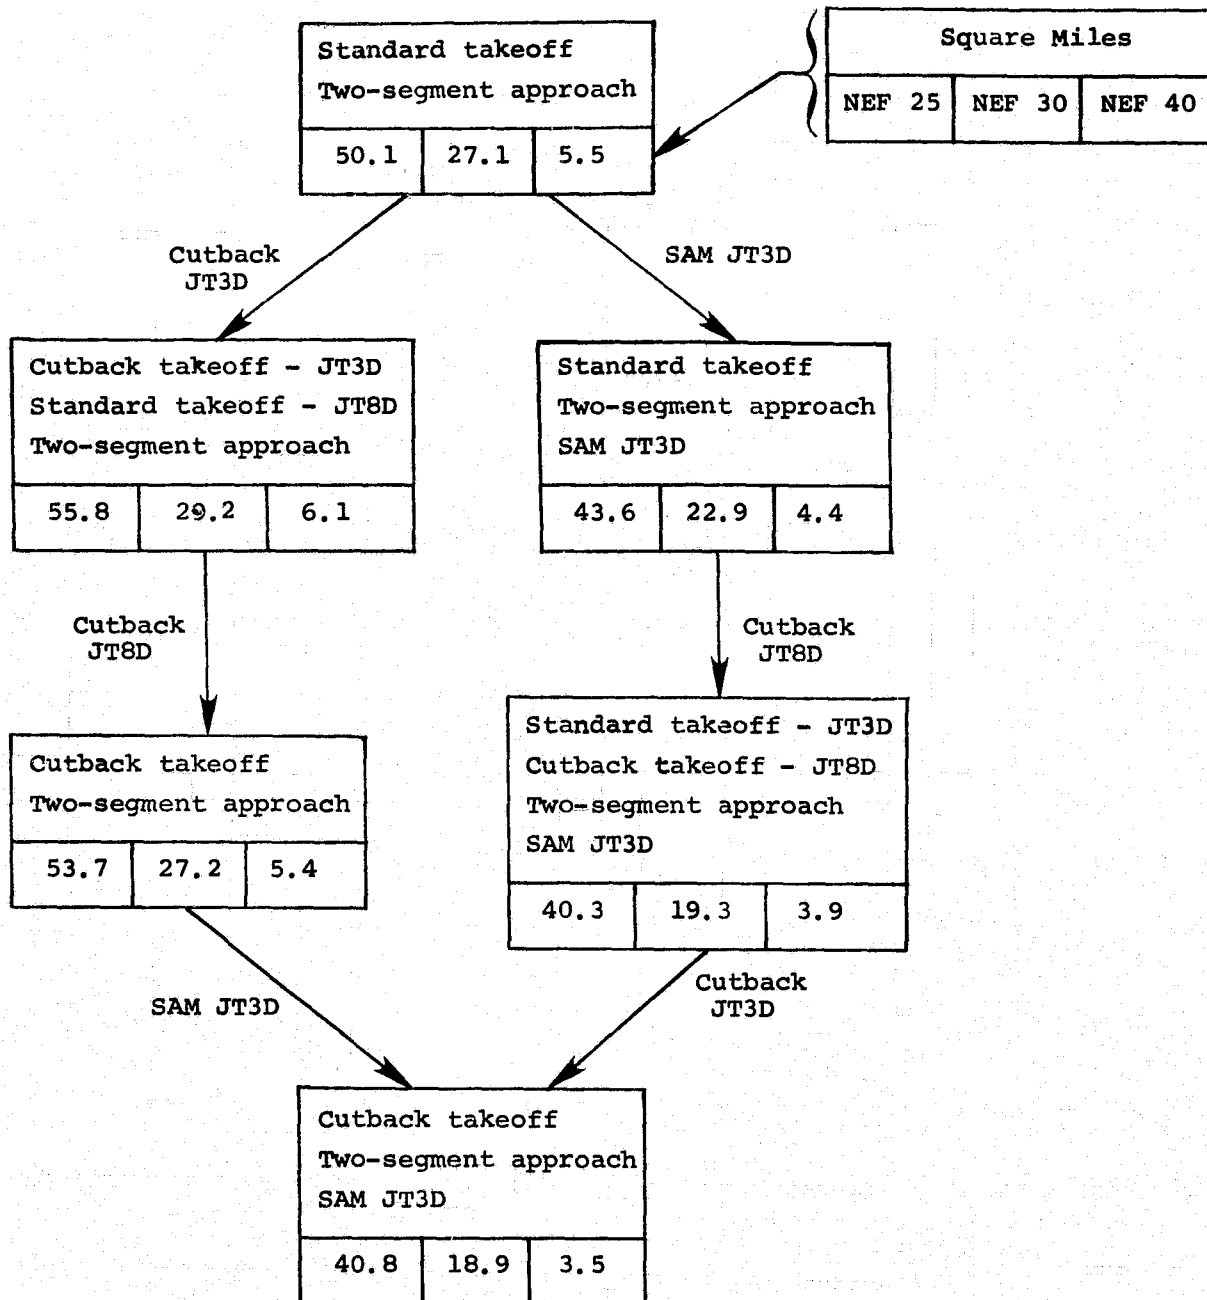 Standard takeoff
Two-segment approach
50.1 27.1 5.5
Square Miles
NEF 25 NEF 30 NEF 40
Cutback
JT3D
SAM JT3D
Cutback takeoff - JT3D
Standard takeoff - JT8D
Two-segment approach
55.8 29.2 6.1
Standard takeoff
Two-segment approach
SAM JT3D
43.6 22.9 4.4
Cutback
JT8D
Cutback
JT8D
Cutback takeoff
Two-segment approach
53.7 27.2 5.4
Standard takeoff - JT3D
Cutback takeoff - JT8D
Two-segment approach
SAM JT3D
40.3 19.3 3.9
SAM JT3D
Cutback
JT3D
Cutback takeoff
Two-segment approach
SAM JT3D
40.8 18.9 3.5